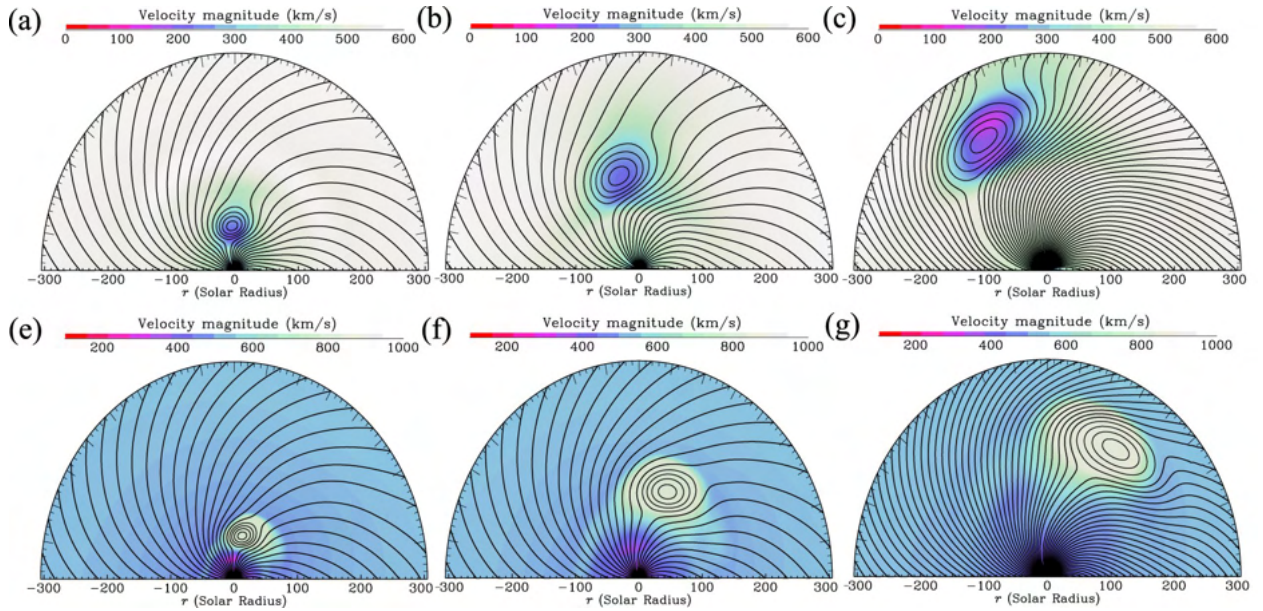 (a) Velocity magnitude (km/s)
0 100 200 300 400 500 600
(b) Velocity magnitude (km/s)
0 100 200 300 400 500 600
(c) Velocity magnitude (km/s)
0 100 200 300 400 500 600
-300 -200 -100 0 100 200 300
r (Solar Radius)
-300 -200 -100 0 100 200 300
r (Solar Radius)
-300 -200 -100 0 100 200 300
r (Solar Radius)
(e) Velocity magnitude (km/s)
200 400 600 800 1000
(f) Velocity magnitude (km/s)
200 400 600 800 1000
(g) Velocity magnitude (km/s)
200 400 600 800 1000
-300 -200 -100 0 100 200 300
r (Solar Radius)
-300 -200 -100 0 100 200 300
r (Solar Radius)
-300 -200 -100 0 100 200 300
r (Solar Radius)